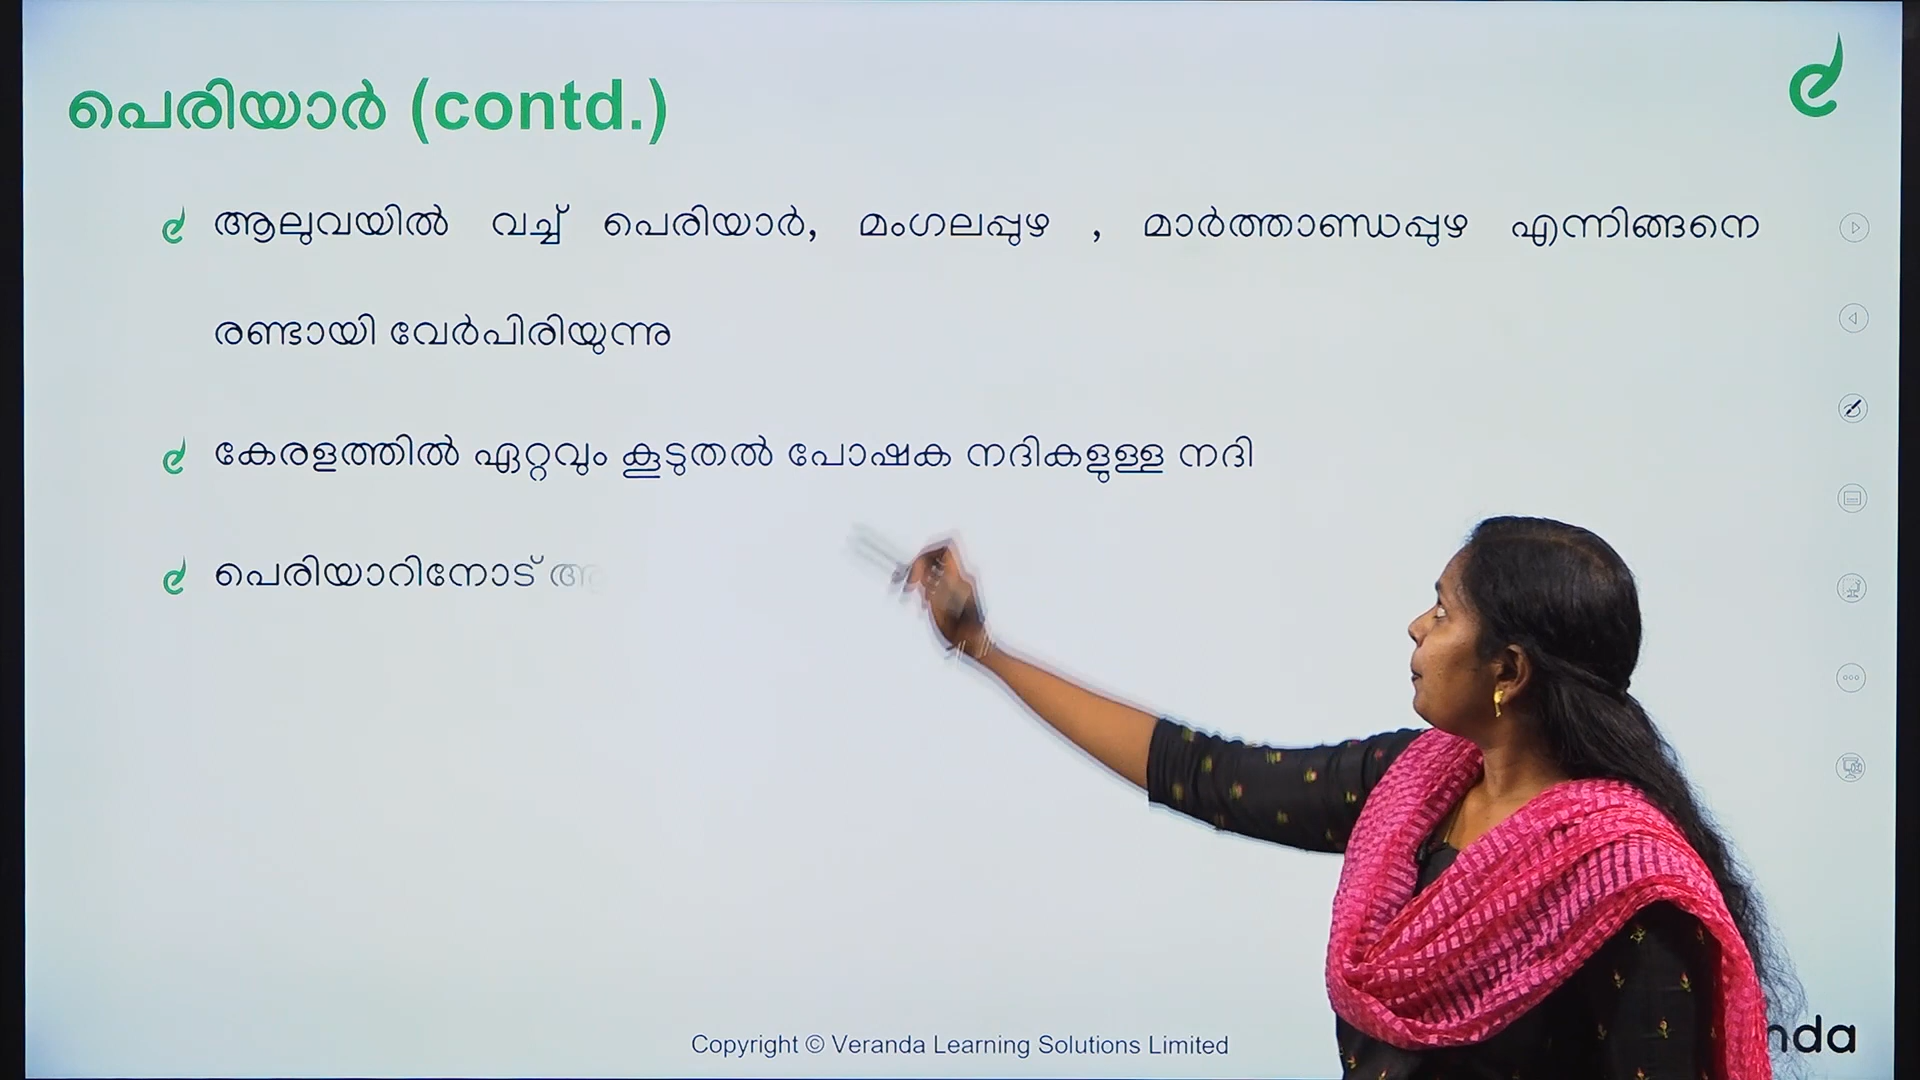 പെരിയാർ (contd.)
ആലുവയിൽ വച്ച് പെരിയാർ, മംഗലപ്പുഴ , മാർത്താണ്ഡപ്പുഴ എന്നിങ്ങനെ
രണ്ടായി വേർപിരിയുന്നു
കേരളത്തിൽ ഏറ്റവും കൂടുതൽ പോഷക നദികളുള്ള നദി
പെരിയാറിനോട്
Copyright © Veranda Learning Solutions Limited